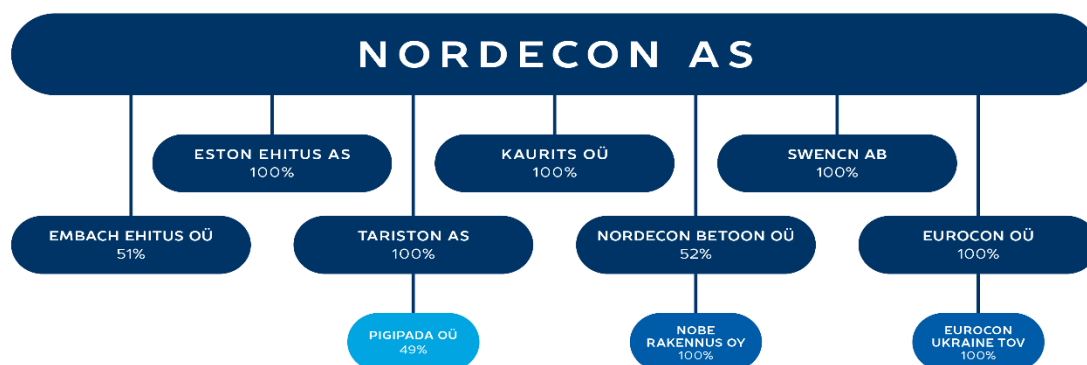 NORDECON AS
ESTON EHITUS AS
100%
KAURITS OÜ
100%
SWENCN AB
100%
EMBACH EHITUS OÜ
51%
TARISTON AS
100%
NORDECON BETOON OÜ
52%
EUROCON OÜ
100%
PIGIPADA OÜ
49%
NOBE
RAKENNUS OY
100%
EUROCON
UKRAINE TOV
100%